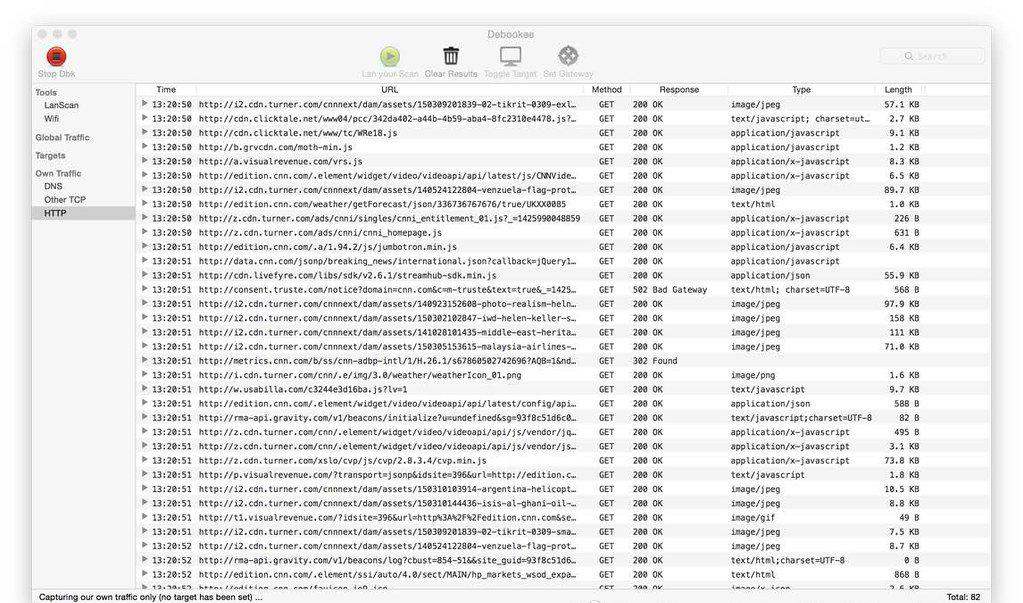 Debookee
Stop Dbk
Lan your Scan
Clear Results
Toggle Target
Set Gateway
Search
Tools
LanScan
Wifi
Global Traffic
Targets
Own Traffic
DNS
Other TCP
HTTP
Time URL Method Response Type Length
13:20:50 http://i2.cdn.turner.com/cnnnext/dam/assets/150309201839-02-tikrit-0309-exl… GET 200 OK image/jpeg 57.1 KB
13:20:50 http://cdn.clicktale.net/www04/pcc/342da402-a44b-4b59-aba4-8fc2310e4478.js?… GET 200 OK text/javascript; charset=ut… 2.7 KB
13:20:50 http://cdn.clicktale.net/www/tc/WRe18.js GET 200 OK application/javascript 9.1 KB
13:20:50 http://b.grvcdn.com/moth-min.js GET 200 OK application/javascript 1.2 KB
13:20:50 http://a.visualrevenue.com/vrs.js GET 200 OK application/x-javascript 8.3 KB
13:20:50 http://edition.cnn.com/.element/widget/video/videoapi/api/latest/js/CNNVide… GET 200 OK application/x-javascript 6.5 KB
13:20:50 http://i2.cdn.turner.com/cnnnext/dam/assets/140524122804-venzuela-flag-prot… GET 200 OK image/jpeg 89.7 KB
13:20:50 http://edition.cnn.com/weather/getForecast/json/336736767676/true/UKXX0085 GET 200 OK text/html 1.0 KB
13:20:50 http://z.cdn.turner.com/ads/cnni/singles/cnni_entitlement_01.js?_=1425990048859 GET 200 OK application/x-javascript 226 B
13:20:50 http://z.cdn.turner.com/ads/cnni/cnni_homepage.js GET 200 OK application/x-javascript 631 B
13:20:51 http://edition.cnn.com/.a/1.94.2/js/jumbotron.min.js GET 200 OK application/javascript 6.4 KB
13:20:51 http://data.cnn.com/jsonp/breaking_news/international.json?callback=jQuery1… GET 200 OK application/javascript
13:20:51 http://cdn.livefyre.com/libs/sdk/v2.6.1/streamhub-sdk.min.js GET 200 OK application/json 55.9 KB
13:20:51 http://consent.truste.com/notice?domain=cnn.com&c=m-truste&text=true&_=1425… GET 502 Bad Gateway text/html; charset=UTF-8 568 B
13:20:51 http://i2.cdn.turner.com/cnnnext/dam/assets/140923152608-photo-realism-heln… GET 200 OK image/jpeg 97.9 KB
13:20:51 http://i2.cdn.turner.com/cnnnext/dam/assets/150302102847-iwd-helen-keller-s… GET 200 OK image/jpeg 158 KB
13:20:51 http://i2.cdn.turner.com/cnnnext/dam/assets/141028101435-middle-east-herita… GET 200 OK image/jpeg 111 KB
13:20:51 http://i2.cdn.turner.com/cnnnext/dam/assets/150305153615-malaysia-airlines-… GET 200 OK image/jpeg 71.0 KB
13:20:51 http://metrics.cnn.com/b/ss/cnn-adbp-intl/1/H.26.1/s67860502742696?AQB=1&nd… GET 302 Found
13:20:51 http://i.cdn.turner.com/cnn/.e/img/3.0/weather/weatherIcon_01.png GET 200 OK image/png 1.6 KB
13:20:51 http://w.usabilla.com/c3244e3d16ba.js?lv=1 GET 200 OK text/javascript 9.7 KB
13:20:51 http://edition.cnn.com/.element/widget/video/videoapi/api/latest/config/api… GET 200 OK application/json 588 B
13:20:51 http://rma-api.gravity.com/v1/beacons/initialize?u=undefined&sg=93f8c51d6c0… GET 200 OK text/javascript;charset=UTF-8 82 B
13:20:51 http://z.cdn.turner.com/cnn/.element/widget/video/videoapi/api/js/vendor/jq… GET 200 OK application/x-javascript 495 B
13:20:51 http://z.cdn.turner.com/cnn/.element/widget/video/videoapi/api/js/vendor/js… GET 200 OK application/x-javascript 3.1 KB
13:20:51 http://z.cdn.turner.com/xslo/cvp/js/cvp/2.8.3.4/cvp.min.js GET 200 OK application/x-javascript 73.8 KB
13:20:51 http://p.visualrevenue.com/?transport=jsonp&idsite=396&url=http://edition.c… GET 200 OK text/javascript 1.8 KB
13:20:51 http://i2.cdn.turner.com/cnnnext/dam/assets/150310103914-argentina-helicopt… GET 200 OK image/jpeg 10.5 KB
13:20:51 http://i2.cdn.turner.com/cnnnext/dam/assets/150310144436-isis-al-ghani-oil-… GET 200 OK image/jpeg 8.8 KB
13:20:51 http://t1.visualrevenue.com/?idsite=396&url=http%3A%2F%2Fedition.cnn.com&se… GET 200 OK image/gif 49 B
13:20:51 http://i2.cdn.turner.com/cnnnext/dam/assets/150309201839-02-tikrit-0309-sma… GET 200 OK image/jpeg 7.5 KB
13:20:52 http://i2.cdn.turner.com/cnnnext/dam/assets/140524122804-venzuela-flag-prot… GET 200 OK image/jpeg 8.7 KB
13:20:52 http://rma-api.gravity.com/v1/beacons/log?cbust=854-51&&site_guid=93f8c51d6… GET 200 OK text/html;charset=UTF-8 0 B
13:20:52 http://edition.cnn.com/.element/ssi/auto/4.0/sect/MAIN/hp_markets_wsod_expa… GET 200 OK text/html 868 B
Capturing our own traffic only (no target has been set) ...
Total: 82